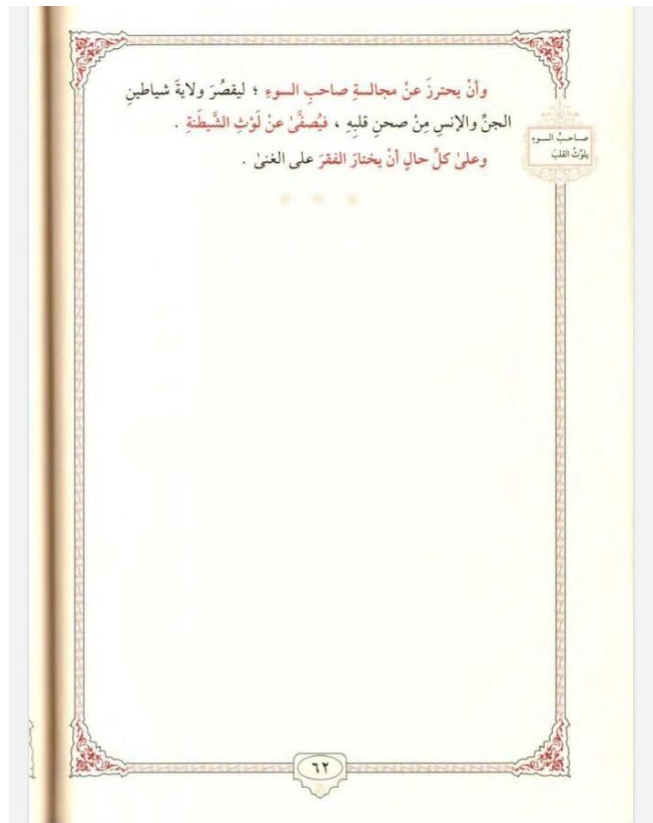 وأنْ يحترزَ عنْ مجالسةِ صاحبِ السوءِ ؛ ليقصُرَ ولايةَ شياطينِ
الجنِّ والإنسِ مِنْ صحنِ قلبِهِ ، فيُصفَّىٰ عنْ لَوْثِ الشَّيطَنةِ .
وعلىٰ كلِّ حالٍ أنْ يختارَ الفقرَ على الغنىٰ .
صاحبُ السوءِ
يلوِّثُ القلبَ
٦٢